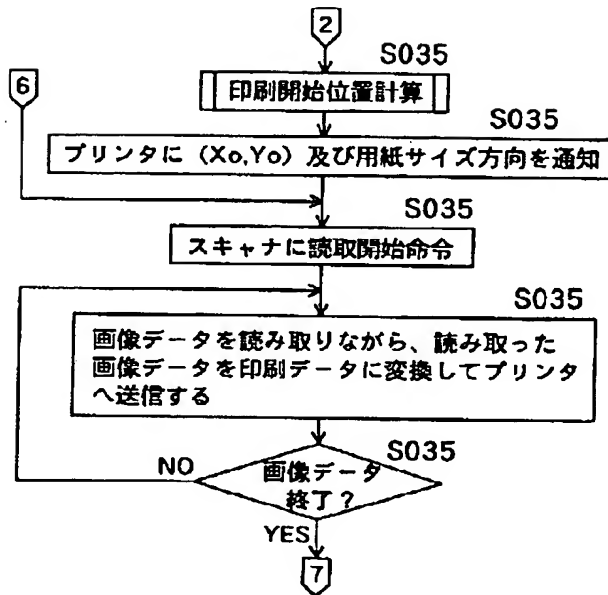 2
S035
6
印刷開始位置計算
S035
プリンタに (Xo,Yo) 及び用紙サイズ方向を通知
S035
スキャナに読取開始命令
S035
画像データを読み取りながら、読み取った
画像データを印刷データに変換してプリンタ
へ送信する
S035
NO
画像データ
終了?
YES
7